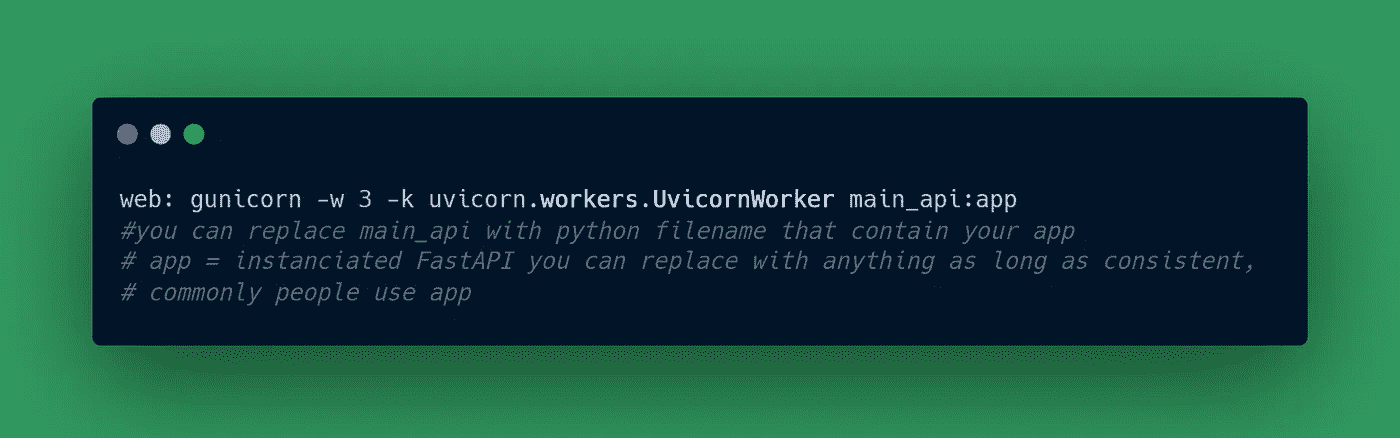 web: gunicorn -w 3 -k uvicorn.workers.UvicornWorker main_api:app
#you can replace main_api with python filename that contain your app
# app = instanciated FastAPI you can replace with anything as long as consistent,
# commonly people use app